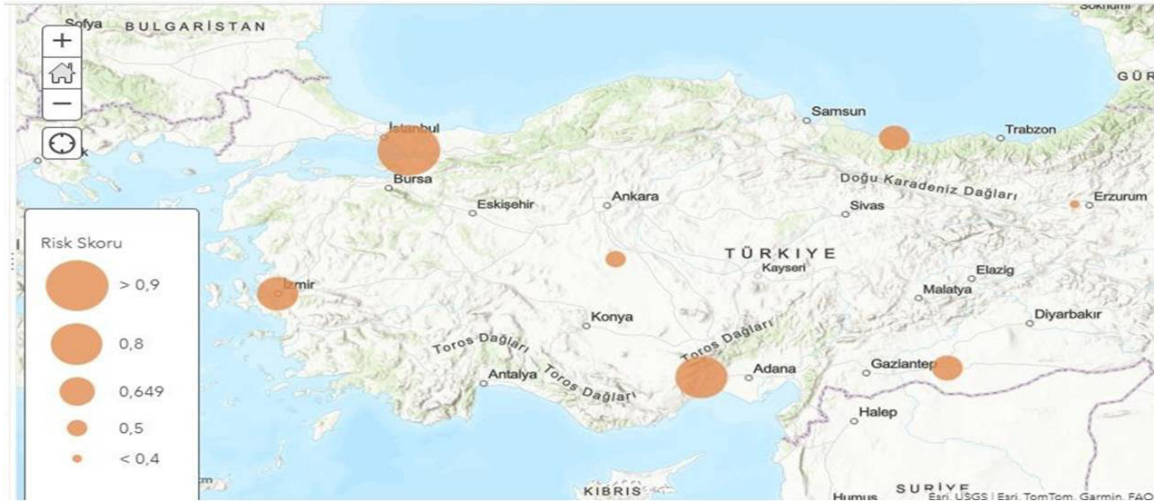 Sofya
BULGARİSTAN
Sokhumi
GÜR
+
−
k
İstanbul
Samsun
Trabzon
Bursa
Eskişehir
Ankara
Sivas
Doğu Karadeniz Dağları
Erzurum
TÜRKİYE
Kayseri
Elazig
Malatya
İzmir
Konya
Diyarbakır
Toros Dağları
Toros Dağları
Gaziantep
Adana
Antalya
Toros Dağları
Halep
KIBRIS
SURİYE
Humus
Esri, USGS | Esri, TomTom, Garmin, FAO
Risk Skoru
> 0,9
0,8
0,649
0,5
< 0,4